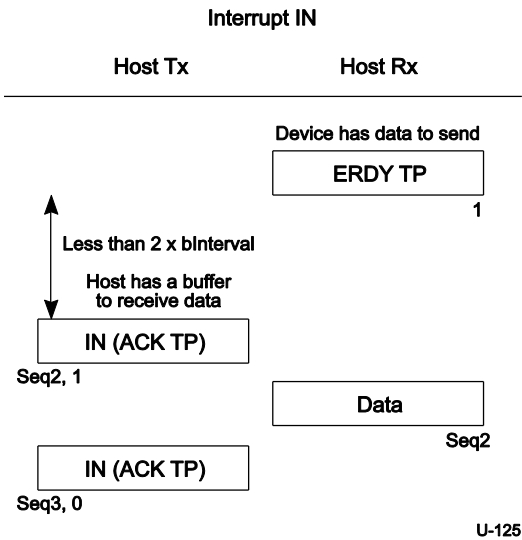 Interrupt IN
Host Tx
Host Rx
Device has data to send
ERDY TP
1
Less than 2 x bInterval
Host has a buffer
to receive data
IN (ACK TP)
Seq2, 1
Data
Seq2
IN (ACK TP)
Seq3, 0
U-125